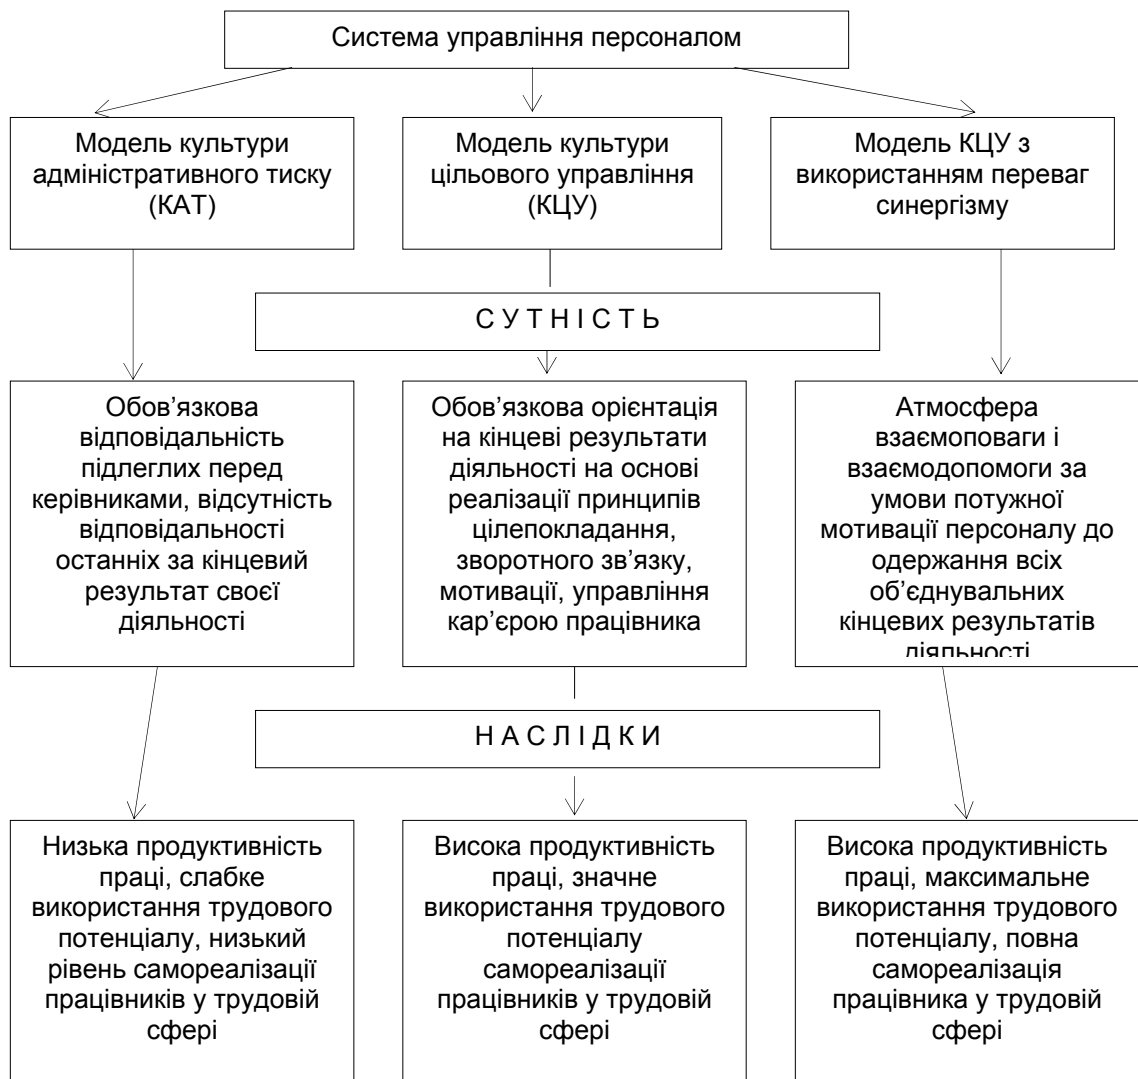 Система управління персоналом
Модель культури
адміністративного тиску
(КАТ)
Модель культури
цільового управління
(КЦУ)
Модель КЦУ з
використанням переваг
синергізму
С У Т Н І С Т Ь
Обов’язкова
відповідальність
підлеглих перед
керівниками, відсутність
відповідальності
останніх за кінцевий
результат своєї
діяльності
Обов’язкова орієнтація
на кінцеві результати
діяльності на основі
реалізації принципів
цілепокладання,
зворотного зв’язку,
мотивації, управління
кар’єрою працівника
Атмосфера
взаємоповаги і
взаємодопомоги за
умови потужної
мотивації персоналу до
одержання всіх
об’єднувальних
кінцевих результатів
діяльності
Н А С Л І Д К И
Низька продуктивність
праці, слабке
використання трудового
потенціалу, низький
рівень самореалізації
працівників у трудовій
сфері
Висока продуктивність
праці, значне
використання трудового
потенціалу
самореалізації
працівників у трудовій
сфері
Висока продуктивність
праці, максимальне
використання трудового
потенціалу, повна
самореалізація
працівника у трудовій
сфері